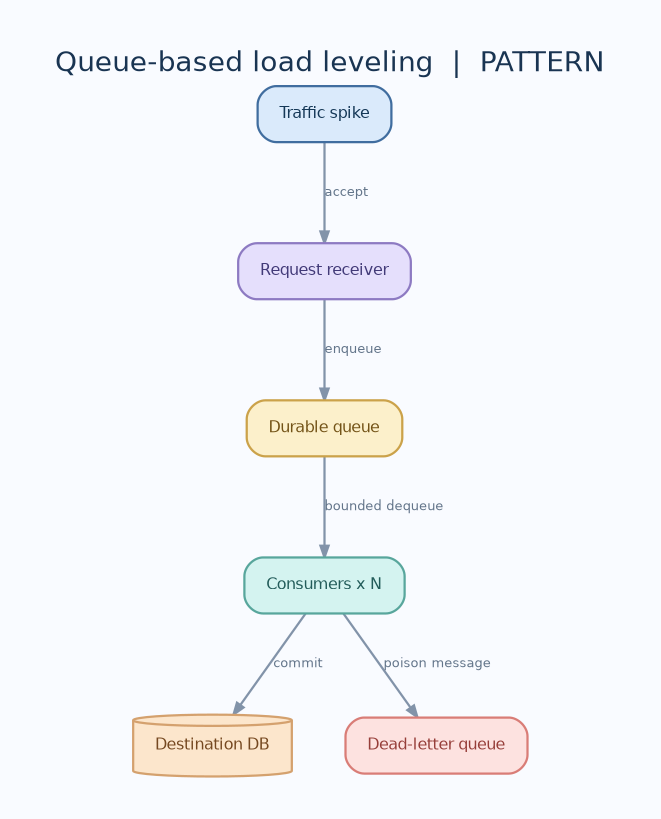 Queue-based load leveling | PATTERN
Traffic spike
accept
Request receiver
enqueue
Durable queue
bounded dequeue
Consumers x N
commit
poison message
Destination DB
Dead-letter queue